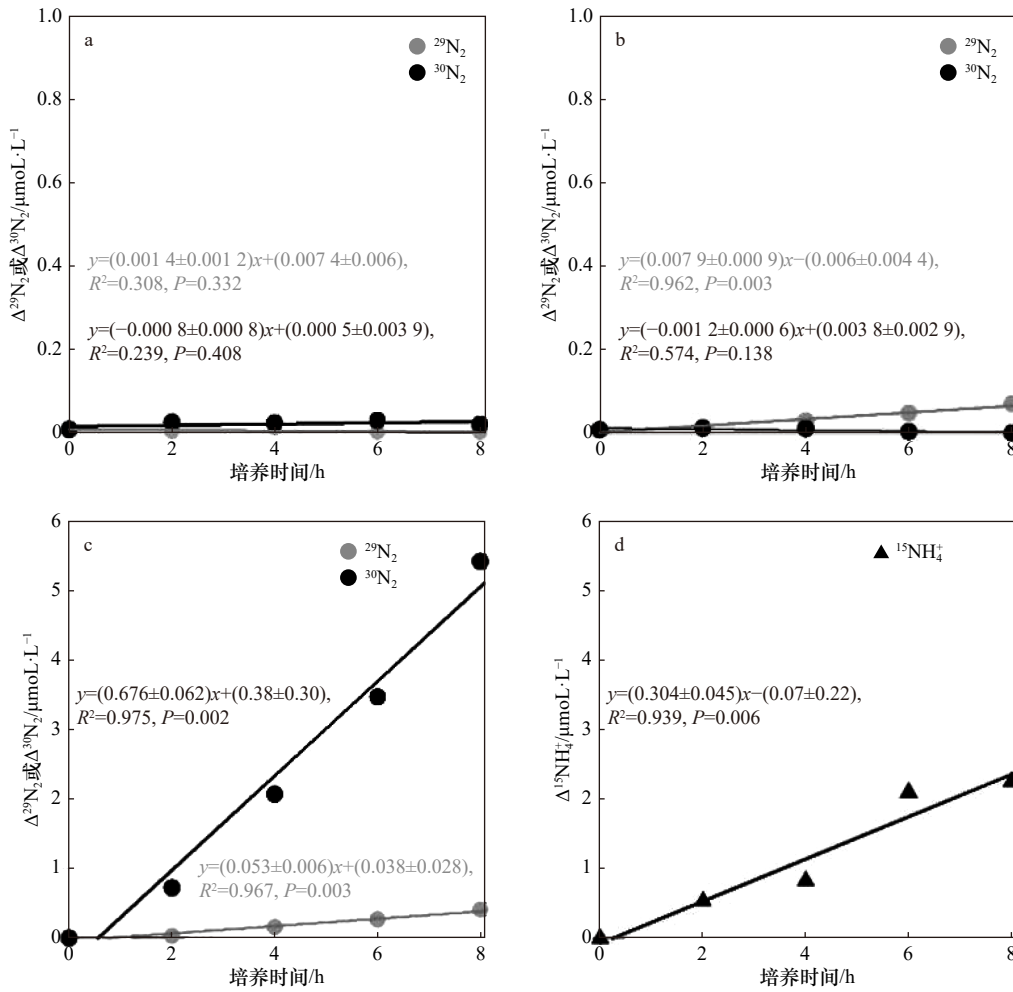 1.0
a
²⁹N₂
³⁰N₂
0.8
0.6
0.4
0.2
0
Δ²⁹N₂或Δ³⁰N₂/μmoL·L⁻¹
y=(0.001 4±0.001 2)x+(0.007 4±0.006),
R²=0.308, P=0.332
y=(−0.000 8±0.000 8)x+(0.000 5±0.003 9),
R²=0.239, P=0.408
0 2 4 6 8
培养时间/h
1.0
b
²⁹N₂
³⁰N₂
0.8
0.6
0.4
0.2
0
Δ²⁹N₂或Δ³⁰N₂/μmoL·L⁻¹
y=(0.007 9±0.000 9)x−(0.006±0.004 4),
R²=0.962, P=0.003
y=(−0.001 2±0.000 6)x+(0.003 8±0.002 9),
R²=0.574, P=0.138
0 2 4 6 8
培养时间/h
6
c
²⁹N₂
³⁰N₂
5
4
3
2
1
0
Δ²⁹N₂或Δ³⁰N₂/μmoL·L⁻¹
y=(0.676±0.062)x+(0.38±0.30),
R²=0.975, P=0.002
y=(0.053±0.006)x+(0.038±0.028),
R²=0.967, P=0.003
0 2 4 6 8
培养时间/h
6
d
¹⁵NH₄⁺
5
4
3
2
1
0
Δ¹⁵NH₄⁺/μmoL·L⁻¹
y=(0.304±0.045)x−(0.07±0.22),
R²=0.939, P=0.006
0 2 4 6 8
培养时间/h